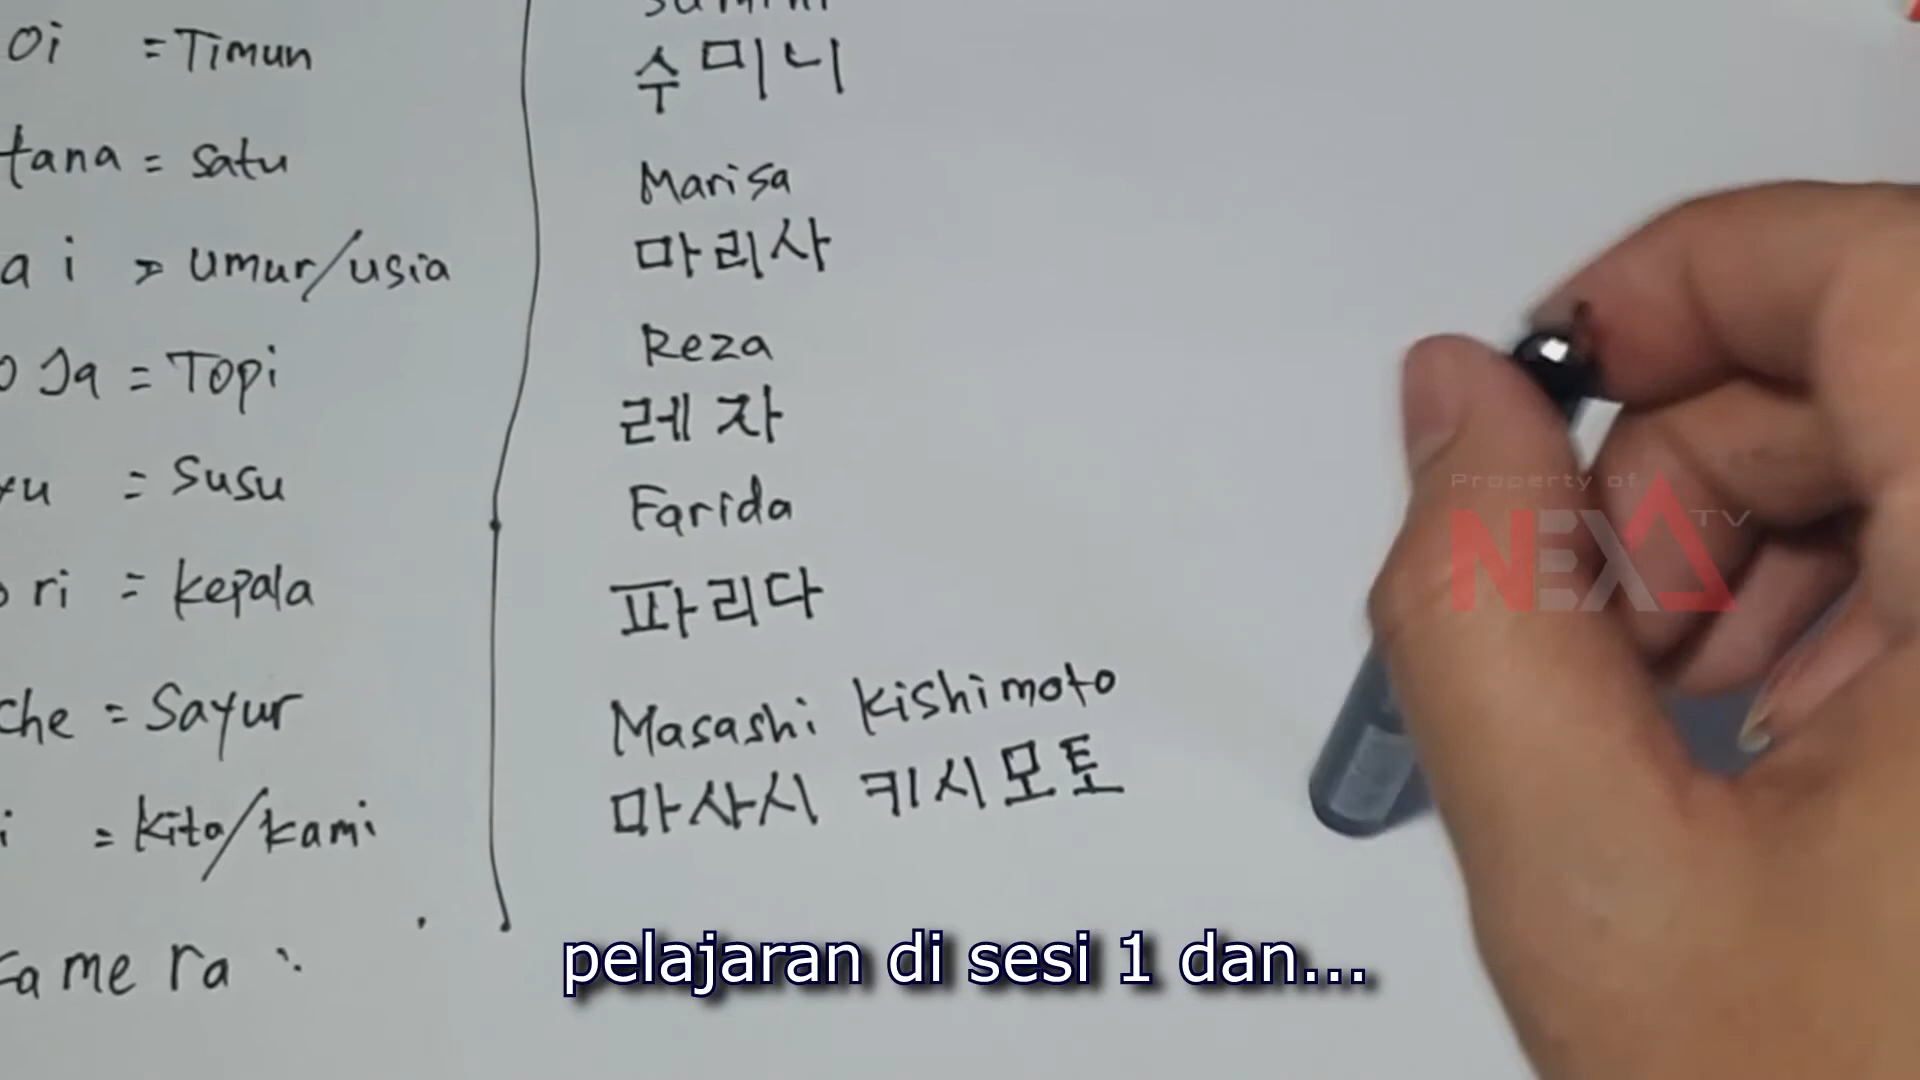 oi = Timun
tana = satu
a i = umur/usia
Ja = Topi
yu = Susu
ri = kepala
che = Sayur
i = kita/kami
mera
수미니
Marisa
마리사
Reza
레자
Farida
파리다
Masashi Kishimoto
마사시 키시모토
Property of
NEXA TV
pelajaran di sesi 1 dan...